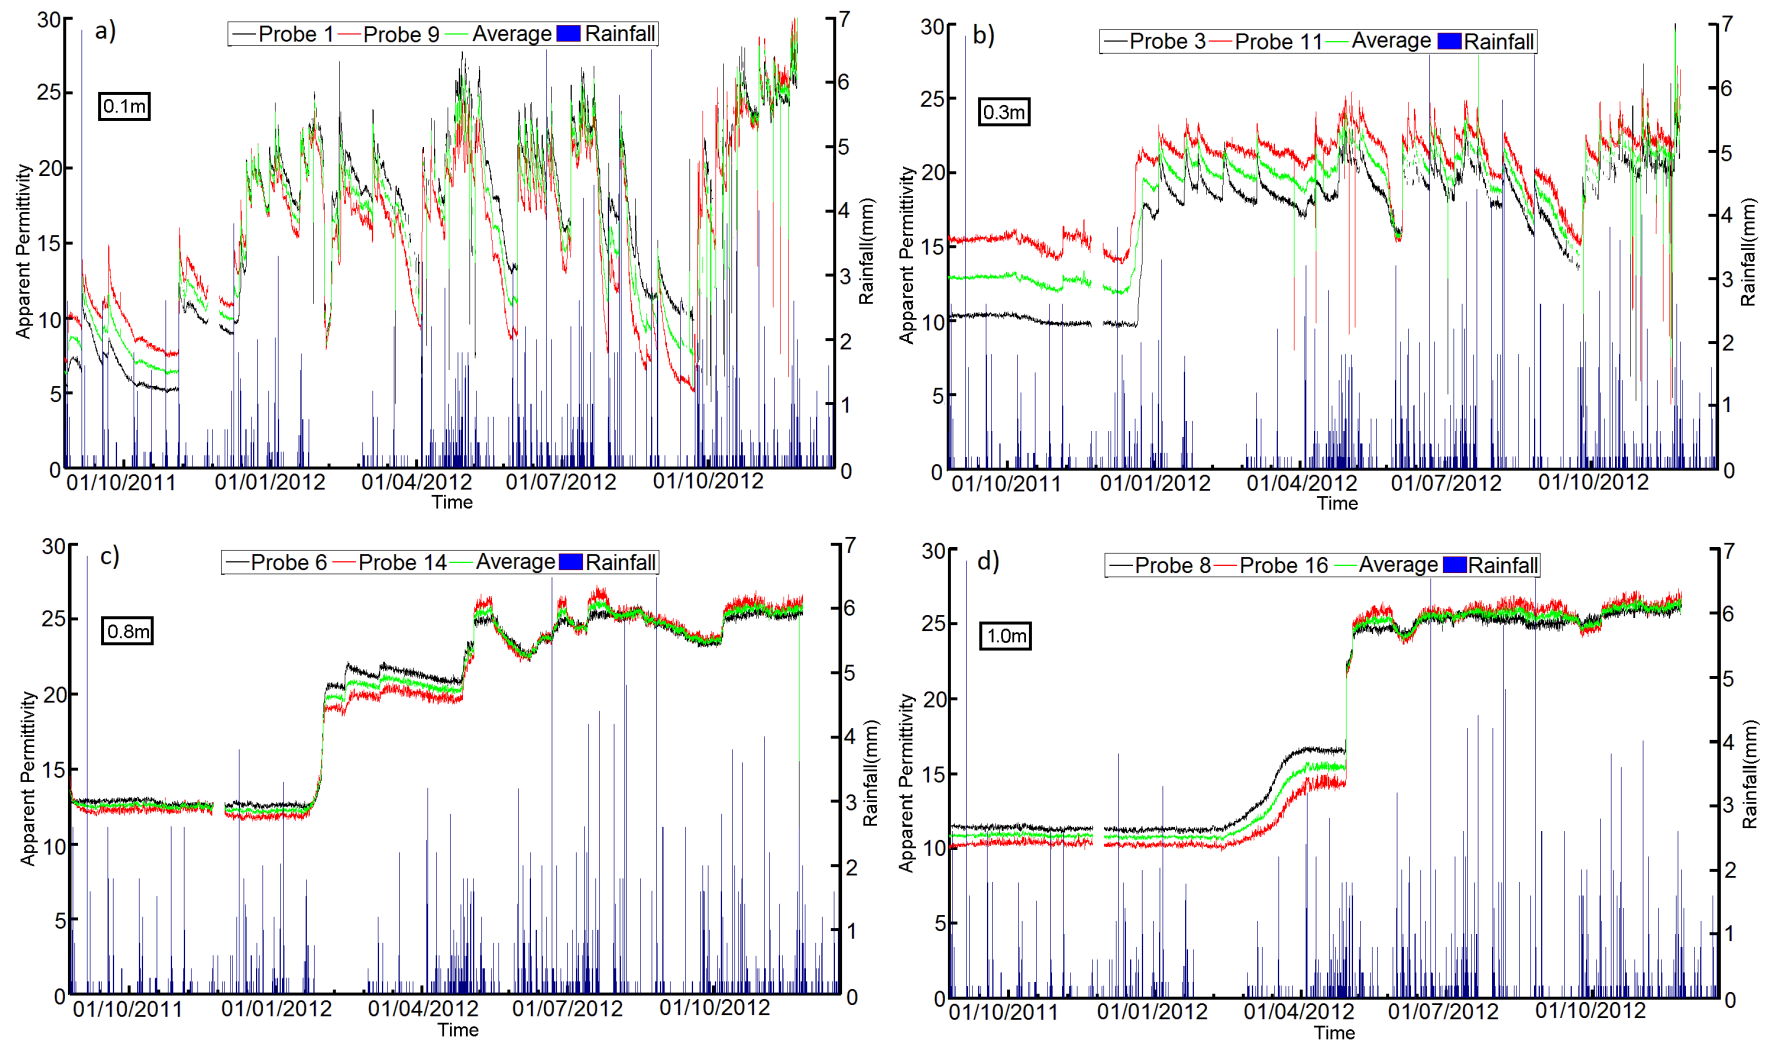 a)
Probe 1 Probe 9 Average Rainfall
0.1m
Apparent Permittivity
30
25
20
15
10
5
0
7
6
5
4
3
2
1
0
Rainfall(mm)
01/10/2011 01/01/2012 01/04/2012 01/07/2012 01/10/2012
Time
b)
Probe 3 Probe 11 Average Rainfall
0.3m
Apparent Permittivity
30
25
20
15
10
5
0
7
6
5
4
3
2
1
0
Rainfall(mm)
01/10/2011 01/01/2012 01/04/2012 01/07/2012 01/10/2012
Time
c)
Probe 6 Probe 14 Average Rainfall
0.8m
Apparent Permittivity
30
25
20
15
10
5
0
7
6
5
4
3
2
1
0
Rainfall(mm)
01/10/2011 01/01/2012 01/04/2012 01/07/2012 01/10/2012
Time
d)
Probe 8 Probe 16 Average Rainfall
1.0m
Apparent Permittivity
30
25
20
15
10
5
0
7
6
5
4
3
2
1
0
Rainfall(mm)
01/10/2011 01/01/2012 01/04/2012 01/07/2012 01/10/2012
Time